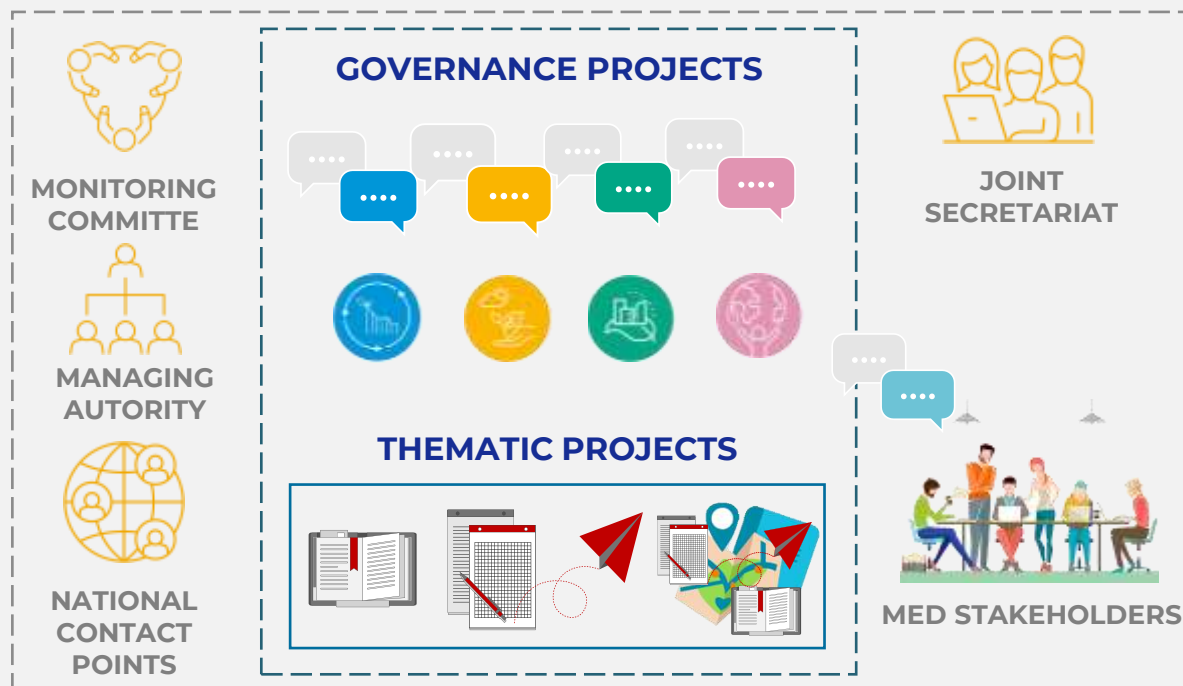 GOVERNANCE PROJECTS
MONITORING
COMMITTE
MANAGING
AUTORITY
NATIONAL
CONTACT
POINTS
THEMATIC PROJECTS
JOINT
SECRETARIAT
MED STAKEHOLDERS